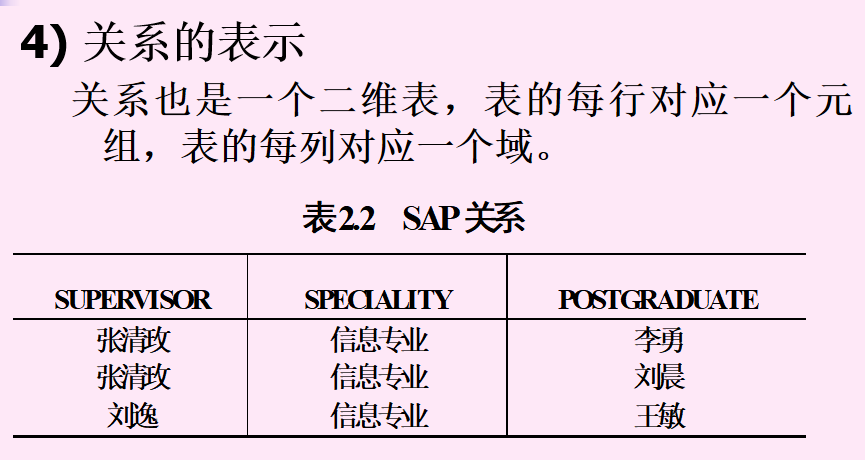 4) 关系的表示
关系也是一个二维表，表的每行对应一个元
组，表的每列对应一个域。
表2.2 SAP关系
SUPERVISOR SPECIALITY POSTGRADUATE
张清玫 信息专业 李勇
张清玫 信息专业 刘晨
刘逸 信息专业 王敏